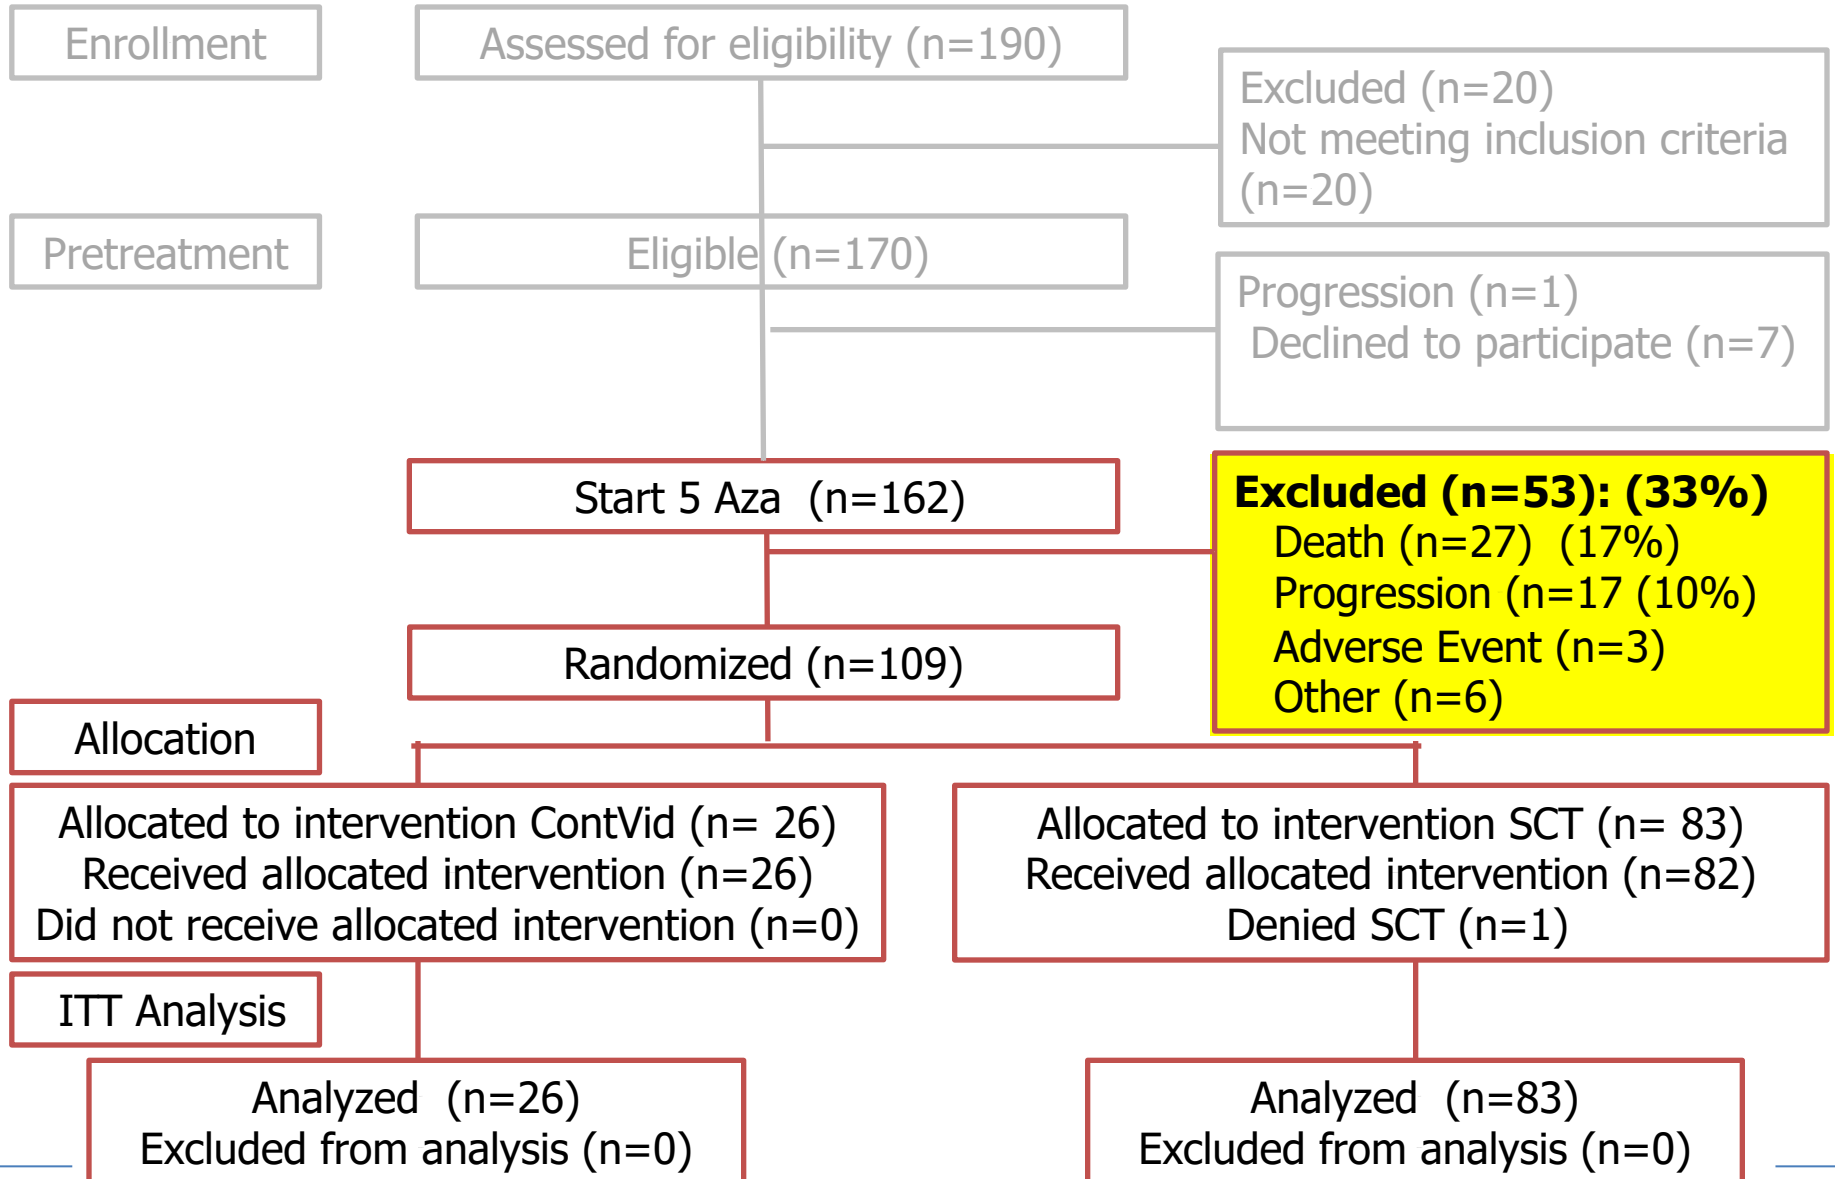 Enrollment
Assessed for eligibility (n=190)
Excluded (n=20)
Not meeting inclusion criteria
(n=20)
Pretreatment
Eligible (n=170)
Progression (n=1)
Declined to participate (n=7)
Start 5 Aza (n=162)
Excluded (n=53): (33%)
Death (n=27) (17%)
Progression (n=17 (10%)
Adverse Event (n=3)
Other (n=6)
Randomized (n=109)
Allocation
Allocated to intervention ContVid (n= 26)
Received allocated intervention (n=26)
Did not receive allocated intervention (n=0)
Allocated to intervention SCT (n= 83)
Received allocated intervention (n=82)
Denied SCT (n=1)
ITT Analysis
Analyzed (n=26)
Excluded from analysis (n=0)
Analyzed (n=83)
Excluded from analysis (n=0)